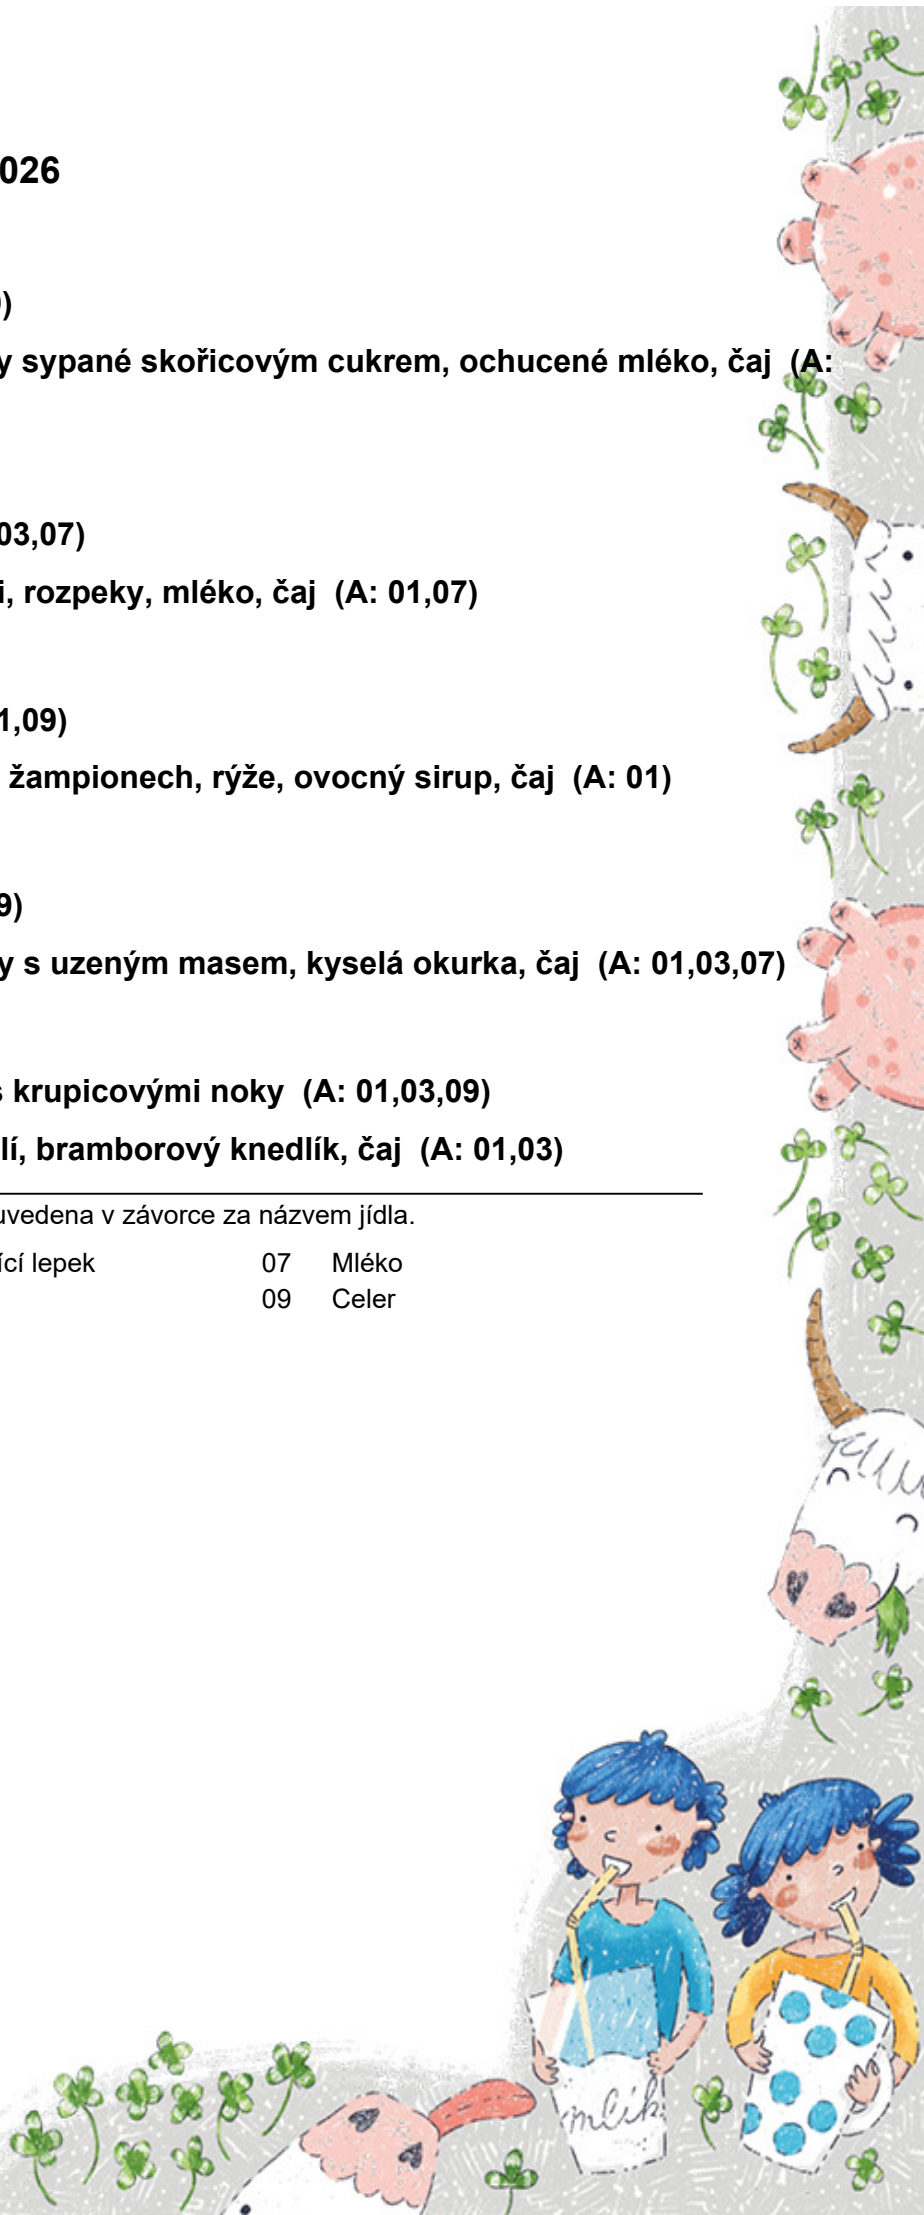 026
)
y sypané skořicovým cukrem, ochucené mléko, čaj (A:
03,07)
i, rozpeky, mléko, čaj (A: 01,07)
1,09)
žampionech, rýže, ovocný sirup, čaj (A: 01)
9)
y s uzeným masem, kyselá okurka, čaj (A: 01,03,07)
s krupicovými noky (A: 01,03,09)
lí, bramborový knedlík, čaj (A: 01,03)
uvedena v závorce za názvem jídla.
ící lepek 07 Mléko
09 Celer
mlík